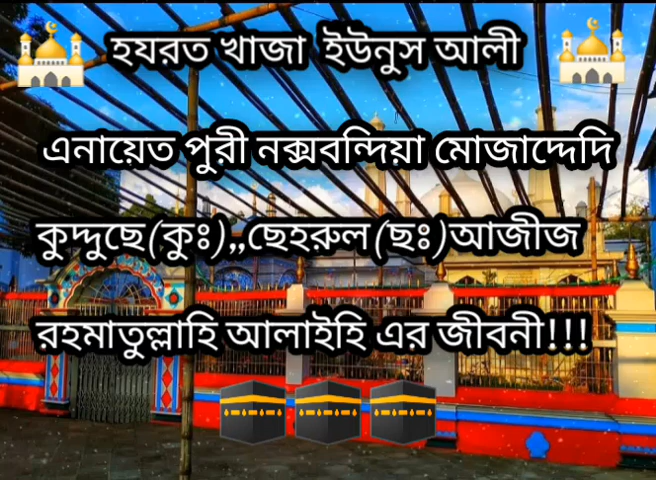 হযরত খাজা ইউনুস আলী
এনায়েত পুরী নক্সবন্দিয়া মোজাদ্দেদি
কুদ্দুছে(কুঃ),,ছেহরুল(ছঃ)আজীজ
রহমাতুল্লাহি আলাইহি এর জীবনী!!!